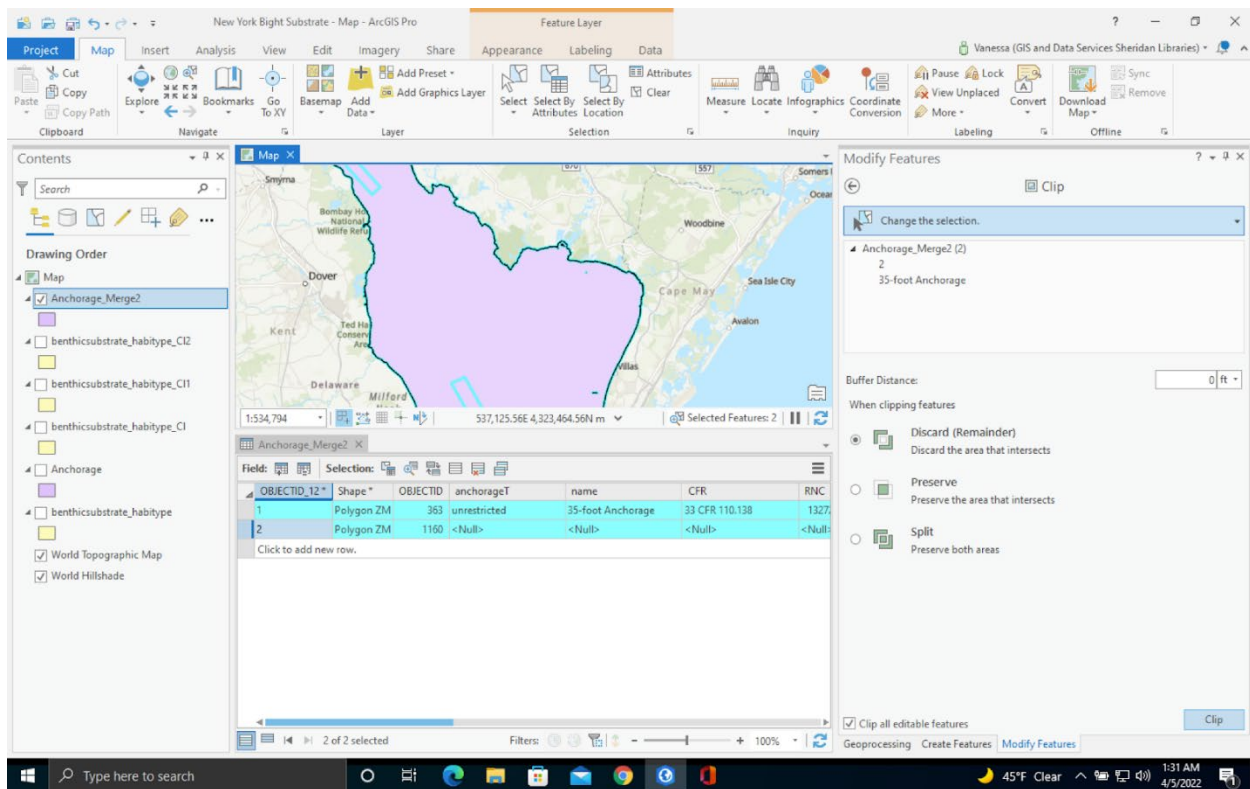 New York Bight Substrate - Map - ArcGIS Pro
Feature Layer
?
Project Map Insert Analysis View Edit Imagery Share Appearance Labeling Data
Vanessa (GIS and Data Services Sheridan Libraries)
Paste
Cut
Copy
Copy Path
Clipboard
Explore
Bookmarks
Go To XY
Navigate
Basemap
Add Data
Add Preset
Add Graphics Layer
Layer
Select
Select By Attributes
Select By Location
Attributes
Clear
Selection
Measure
Locate
Infographics
Coordinate Conversion
Inquiry
Pause
Lock
View Unplaced
More
Convert
Labeling
Download Map
Sync
Remove
Offline
Contents
Search
Drawing Order
Map
Anchorage_Merge2
benthicsubstrate_habitype_Cl2
benthicsubstrate_habitype_Cl1
benthicsubstrate_habitype_Cl
Anchorage
benthicsubstrate_habitype
World Topographic Map
World Hillshade
Map
Smyrna
557
Somers
Ocean
Bombay Ho
National
Wildlife Refu
Woodbine
Dover
Cape May
Sea Isle City
Kent
Ted Ha
Conserv
Area
Avalon
Villas
Delaware
Milford
1:534,794
537,125.56E 4,323,464.56N m
Selected Features: 2
Anchorage_Merge2
Field: Selection:
OBJECTID_12 * Shape * OBJECTID anchorageT name CFR RNC
1 Polygon ZM 363 unrestricted 35-foot Anchorage 33 CFR 110.138 1327
2 Polygon ZM 1160 <Null> <Null> <Null> <Null
Click to add new row.
2 of 2 selected
Filters:
100%
Modify Features
?
Clip
Change the selection.
Anchorage_Merge2 (2)
2
35-foot Anchorage
Buffer Distance: 0 ft
When clipping features
Discard (Remainder)
Discard the area that intersects
Preserve
Preserve the area that intersects
Split
Preserve both areas
Clip all editable features
Clip
Geoprocessing Create Features Modify Features
Type here to search
45°F Clear
1:31 AM
4/5/2022